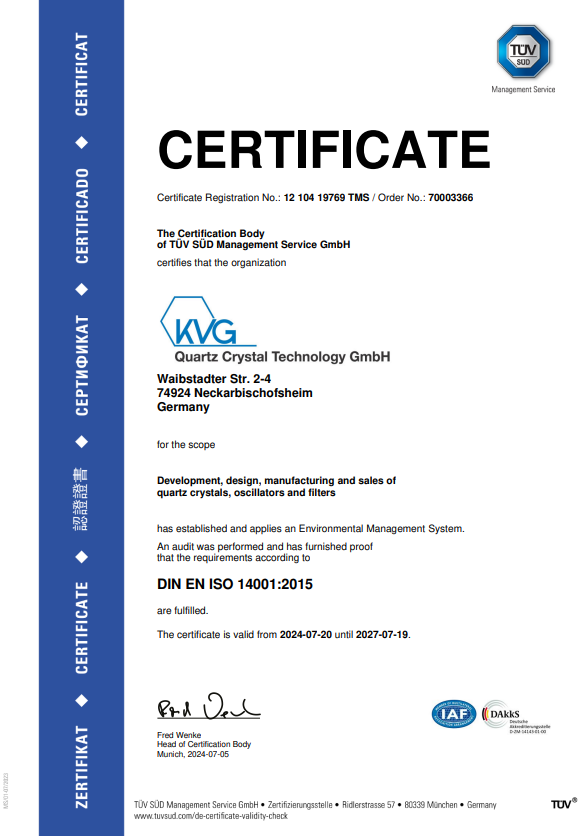 TÜV
SÜD
Management Service
CERTIFICATE
Certificate Registration No.: 12 104 19769 TMS / Order No.: 70003366
The Certification Body
of TÜV SÜD Management Service GmbH
certifies that the organization
KVG
Quartz Crystal Technology GmbH
Waibstadter Str. 2-4
74924 Neckarbischofsheim
Germany
for the scope
Development, design, manufacturing and sales of
quartz crystals, oscillators and filters
has established and applies an Environmental Management System.
An audit was performed and has furnished proof
that the requirements according to
DIN EN ISO 14001:2015
are fulfilled.
The certificate is valid from 2024-07-20 until 2027-07-19.
Fred Wenke
Head of Certification Body
Munich, 2024-07-05
IAF
DAkkS
Deutsche
Akkreditierungsstelle
D-ZM-14143-01-00
ZERTIFIKAT ◆ CERTIFICATE ◆ 認證證書 ◆ СЕРТИФИКАТ ◆ CERTIFICADO ◆ CERTIFICAT
TÜV SÜD Management Service GmbH • Zertifizierungsstelle • Ridlerstrasse 57 • 80339 München • Germany
www.tuvsud.com/de-certificate-validity-check
TÜV®